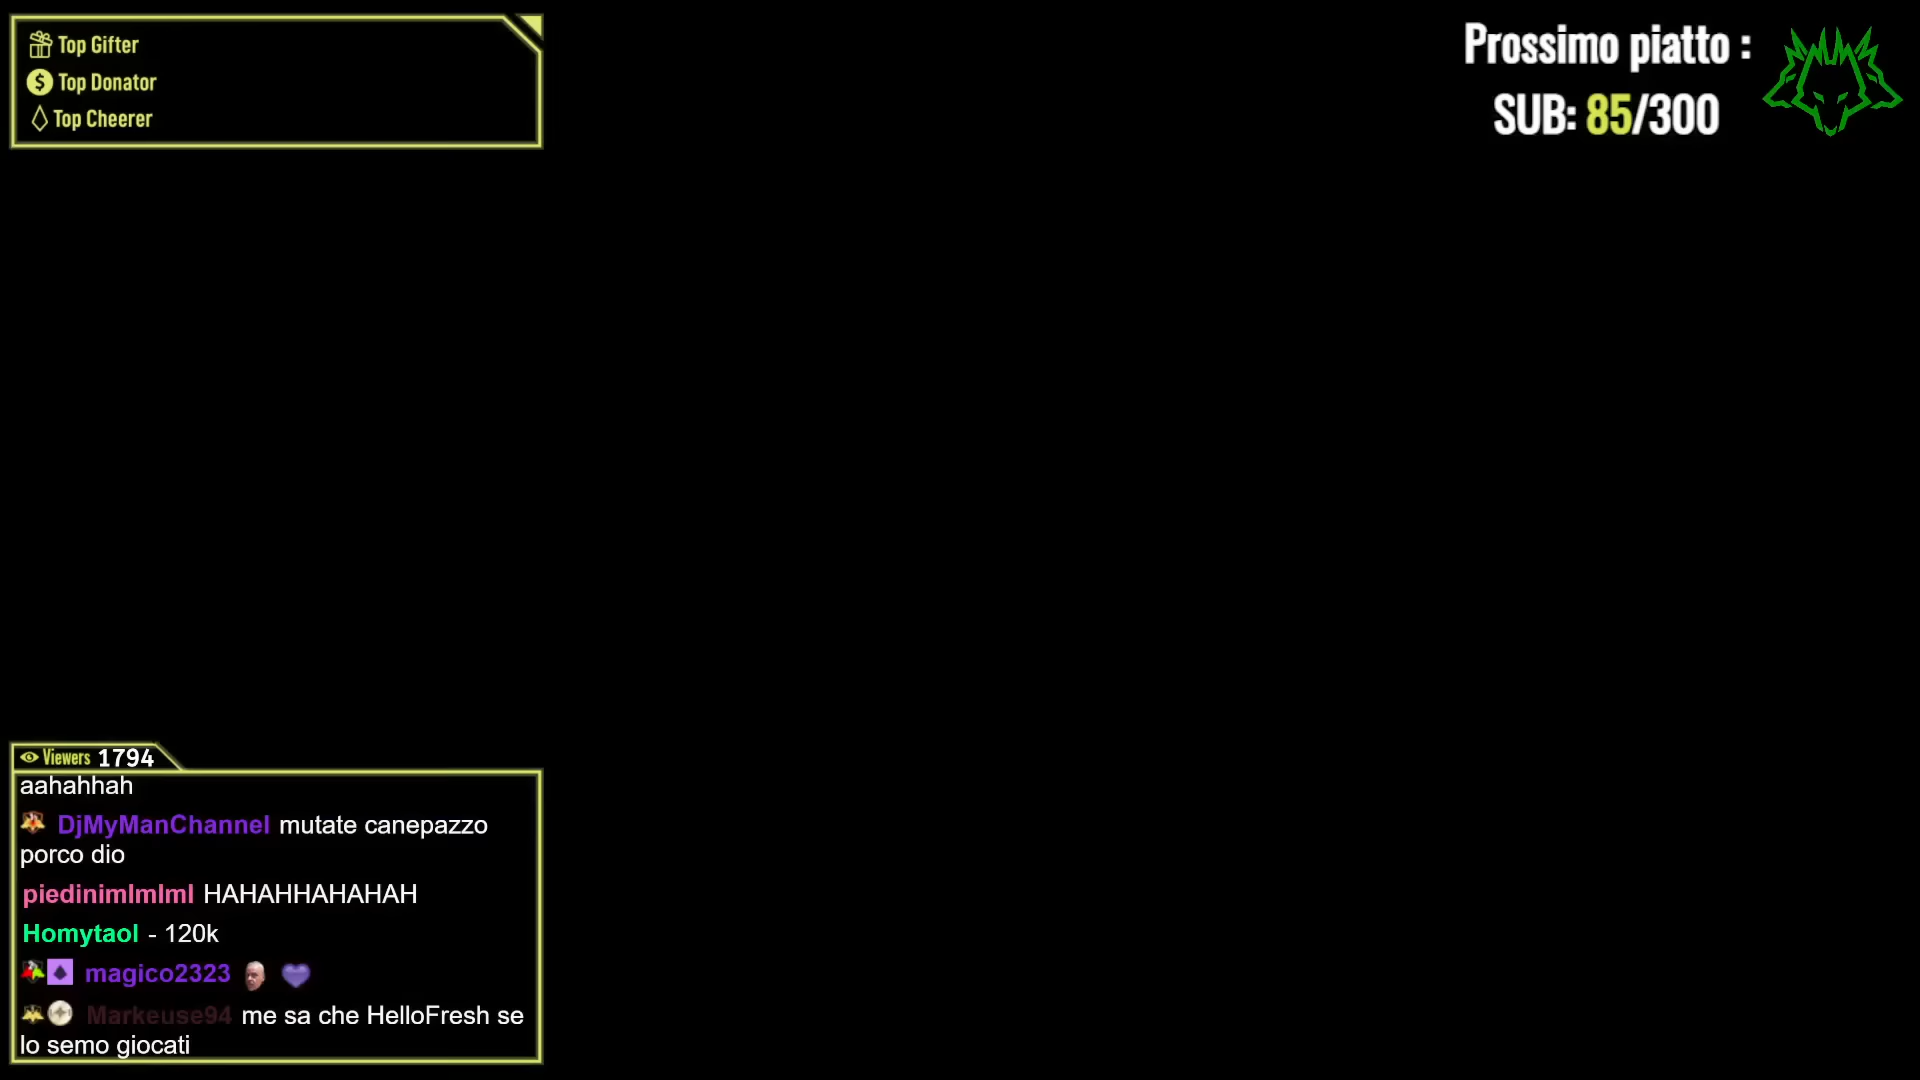 Top Gifter
Top Donator
Top Cheerer
Prossimo piatto :
SUB: 85/300
Viewers 1794
aahahhah
DjMyManChannel mutate canepazzo
porco dio
piedinimlmlml HAHAHHAHAHAH
Homytaol - 120k
magico2323
Markeuse94 me sa che HelloFresh se
lo semo giocati